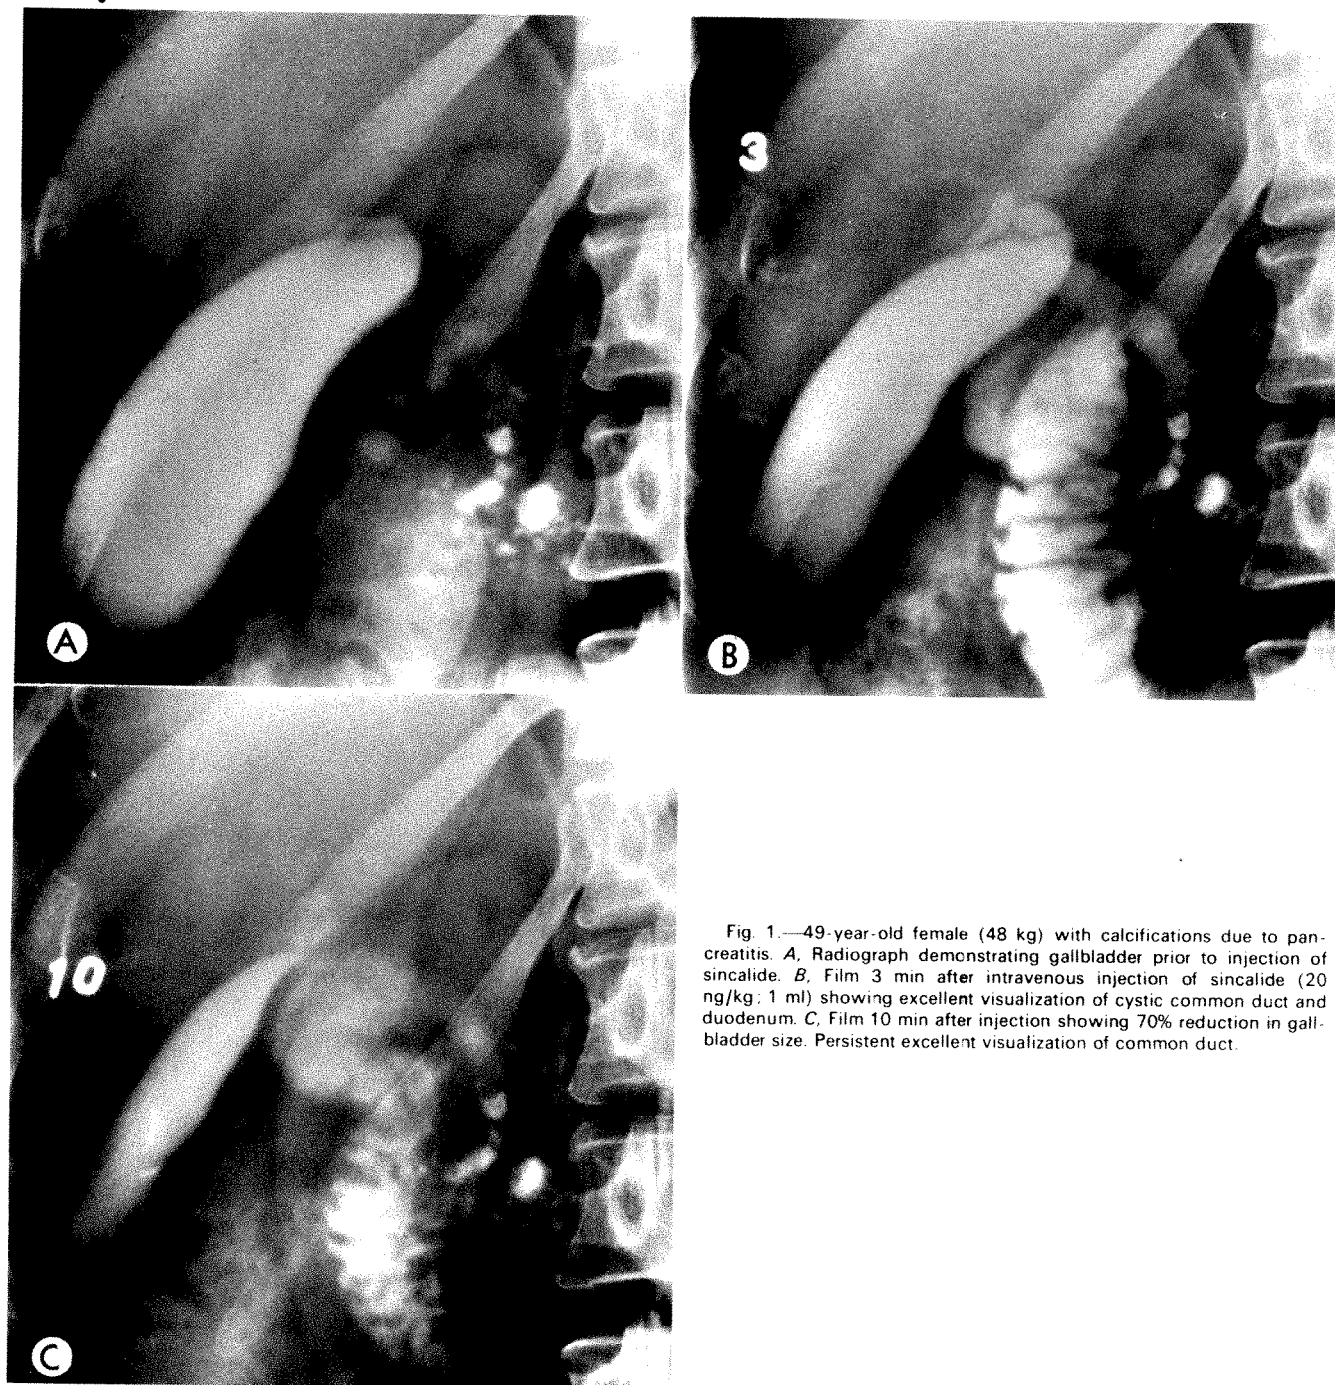 3
A
B
10
C
Fig. 1.—49-year-old female (48 kg) with calcifications due to pan-
creatitis. A, Radiograph demonstrating gallbladder prior to injection of
sincalide. B, Film 3 min after intravenous injection of sincalide (20
ng/kg; 1 ml) showing excellent visualization of cystic common duct and
duodenum. C, Film 10 min after injection showing 70% reduction in gall-
bladder size. Persistent excellent visualization of common duct.